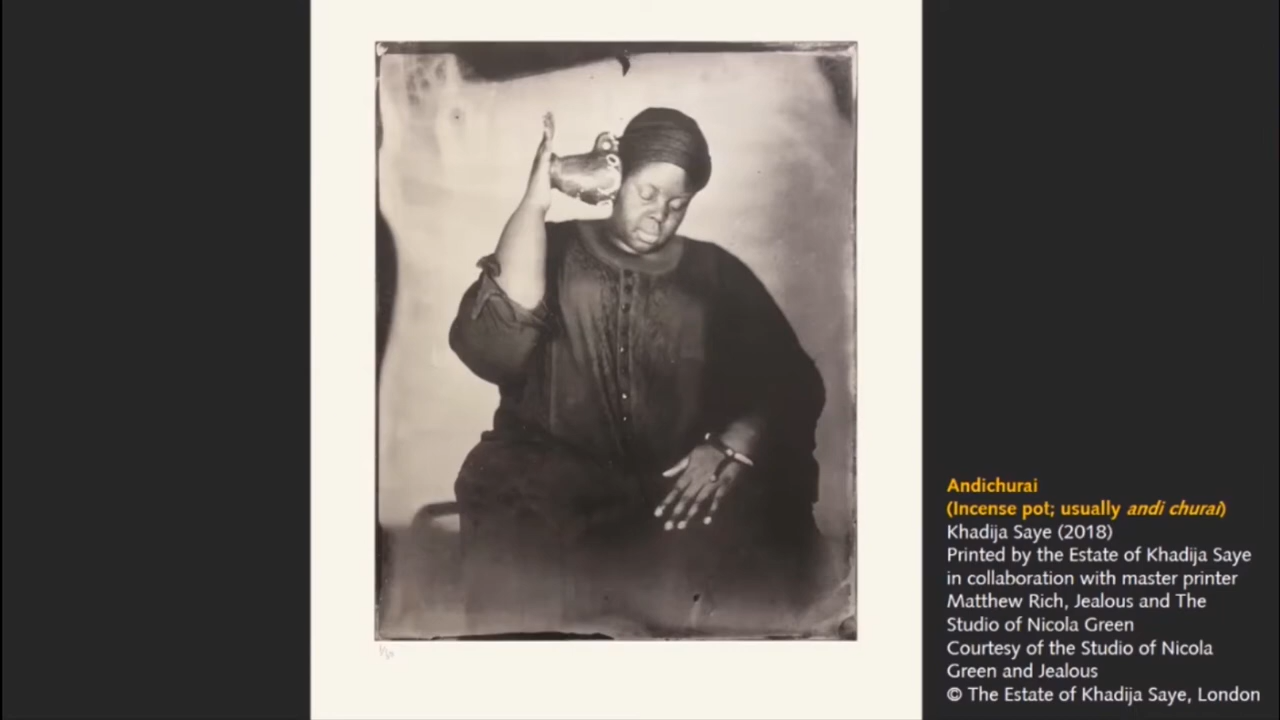 Andichurai
(Incense pot; usually andi churai)
Khadija Saye (2018)
Printed by the Estate of Khadija Saye
in collaboration with master printer
Matthew Rich, Jealous and The
Studio of Nicola Green
Courtesy of the Studio of Nicola
Green and Jealous
© The Estate of Khadija Saye, London